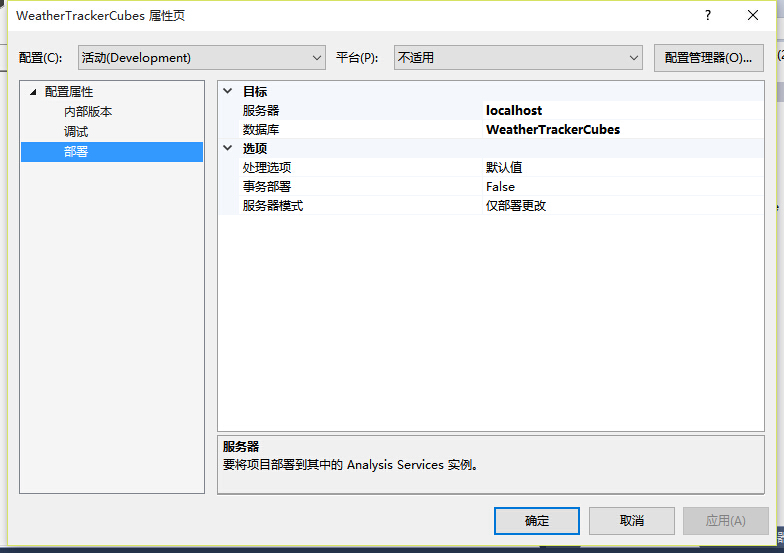 WeatherTrackerCubes 属性页
?
配置(C): 活动(Development) 平台(P): 不适用 配置管理器(O)...
配置属性
内部版本
调试
部署
目标
服务器 localhost
数据库 WeatherTrackerCubes
选项
处理选项 默认值
事务部署 False
服务器模式 仅部署更改
服务器
要将项目部署到其中的 Analysis Services 实例。
确定 取消 应用(A)